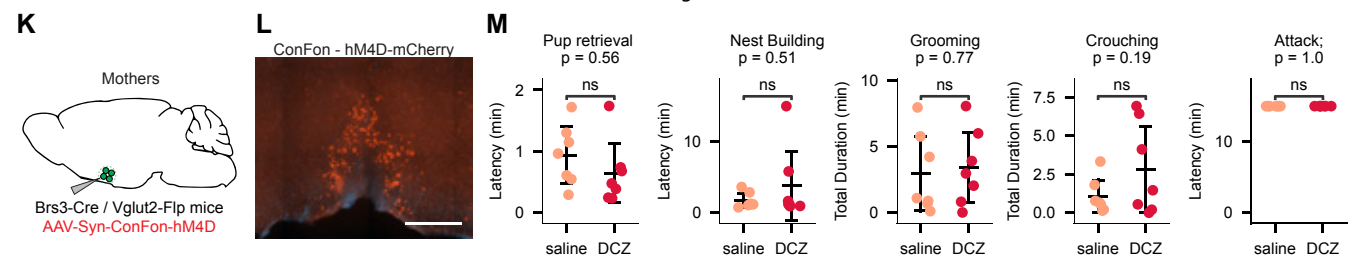 K
Mothers
Brs3-Cre / Vglut2-Flp mice
AAV-Syn-ConFon-hM4D
L
ConFon - hM4D-mCherry
M
Pup retrieval
p = 0.56
ns
Latency (min)
2
1
0
saline DCZ
Nest Building
p = 0.51
ns
Latency (min)
10
0
saline DCZ
Grooming
p = 0.77
ns
Total Duration (min)
10
5
0
saline DCZ
Crouching
p = 0.19
ns
Total Duration (min)
7.5
5.0
2.5
0.0
saline DCZ
Attack;
p = 1.0
ns
Latency (min)
10
0
saline DCZ